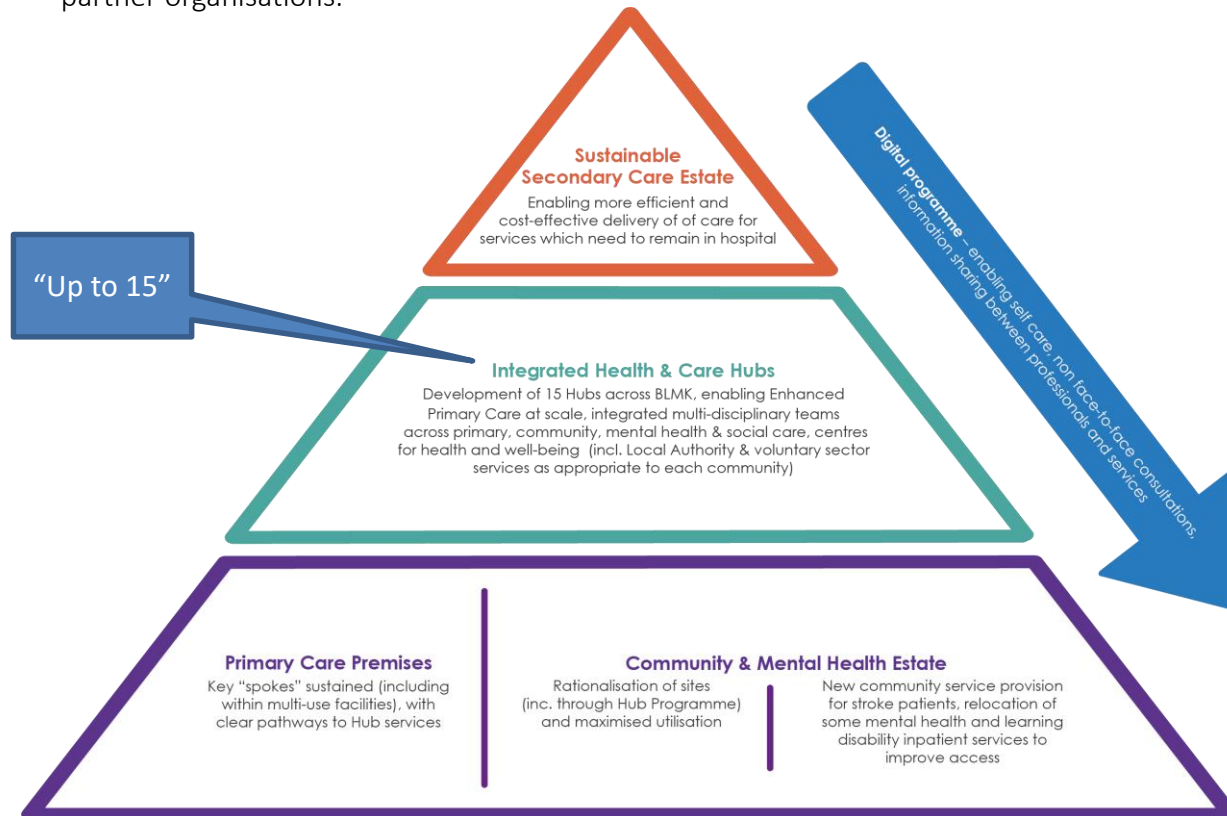 partner organisations.
Sustainable
Secondary Care Estate
Enabling more efficient and
cost-effective delivery of of care for
services which need to remain in hospital
Digital programme – enabling self care, non face-to-face consultations,
information sharing between professionals and services
“Up to 15”
Integrated Health & Care Hubs
Development of 15 Hubs across BLMK, enabling Enhanced
Primary Care at scale, integrated multi-disciplinary teams
across primary, community, mental health & social care, centres
for health and well-being (incl. Local Authority & voluntary sector
services as appropriate to each community)
Primary Care Premises
Key “spokes” sustained (including
within multi-use facilities), with
clear pathways to Hub services
Community & Mental Health Estate
Rationalisation of sites
(inc. through Hub Programme)
and maximised utilisation
New community service provision
for stroke patients, relocation of
some mental health and learning
disability inpatient services to
improve access